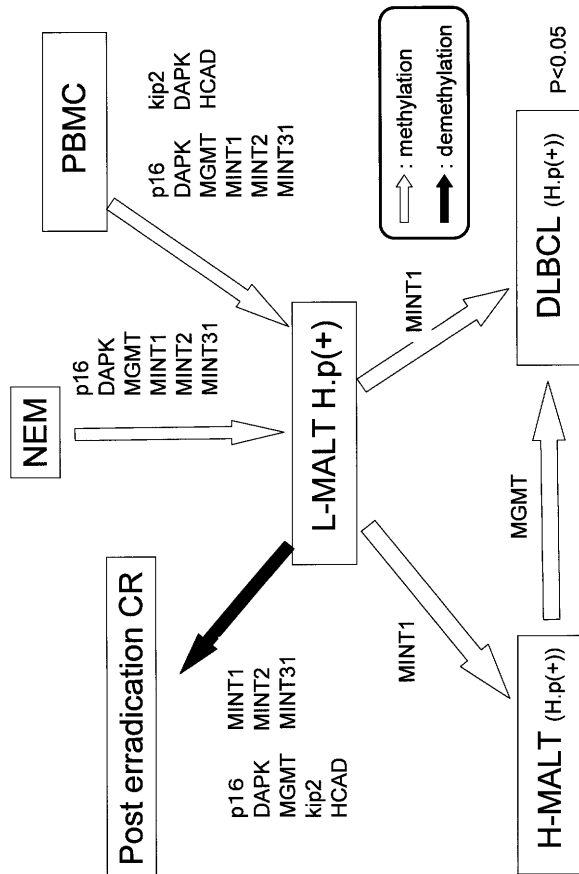 NEM
PBMC
Post erradication CR
p16
DAPK
MGMT
MINT1
MINT2
MINT31
p16
DAPK
MGMT
MINT1
MINT2
MINT31
kip2
DAPK
HCAD
p16
DAPK
MGMT
kip2
HCAD
MINT1
MINT2
MINT31
L-MALT H.p(+)
MINT1
MINT1
: methylation
: demethylation
H-MALT (H.p(+))
MGMT
DLBCL (H.p(+))
P<0.05